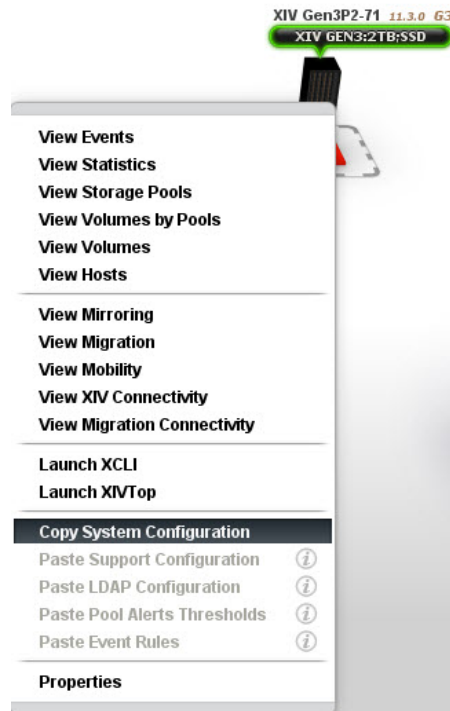 XIV Gen3P2-71 11.3.0 G3
XIV GEN3:2TB;SSD
View Events
View Statistics
View Storage Pools
View Volumes by Pools
View Volumes
View Hosts
View Mirroring
View Migration
View Mobility
View XIV Connectivity
View Migration Connectivity
Launch XCLI
Launch XIVTop
Copy System Configuration
Paste Support Configuration
Paste LDAP Configuration
Paste Pool Alerts Thresholds
Paste Event Rules
Properties